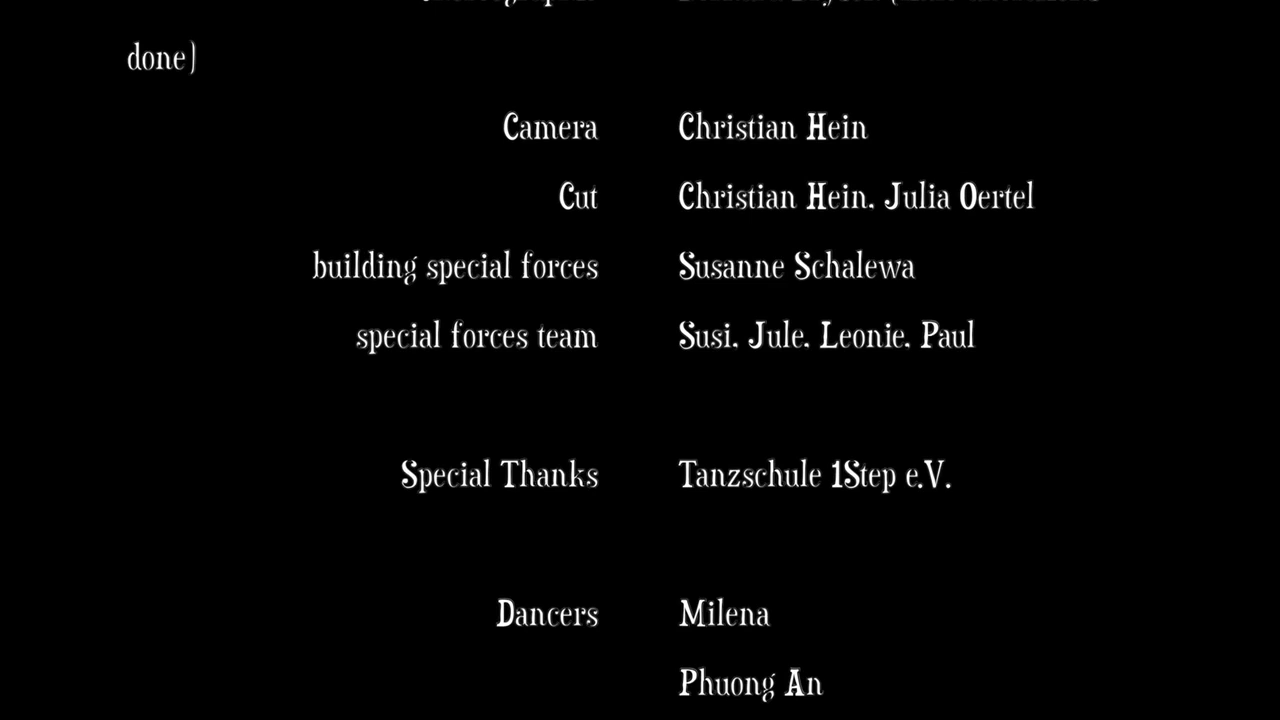 done)
Camera Christian Hein
Cut Christian Hein, Julia Oertel
building special forces Susanne Schalewa
special forces team Susi, Jule, Leonie, Paul
Special Thanks Tanzschule 1Step e.V.
Dancers Milena
Phuong An